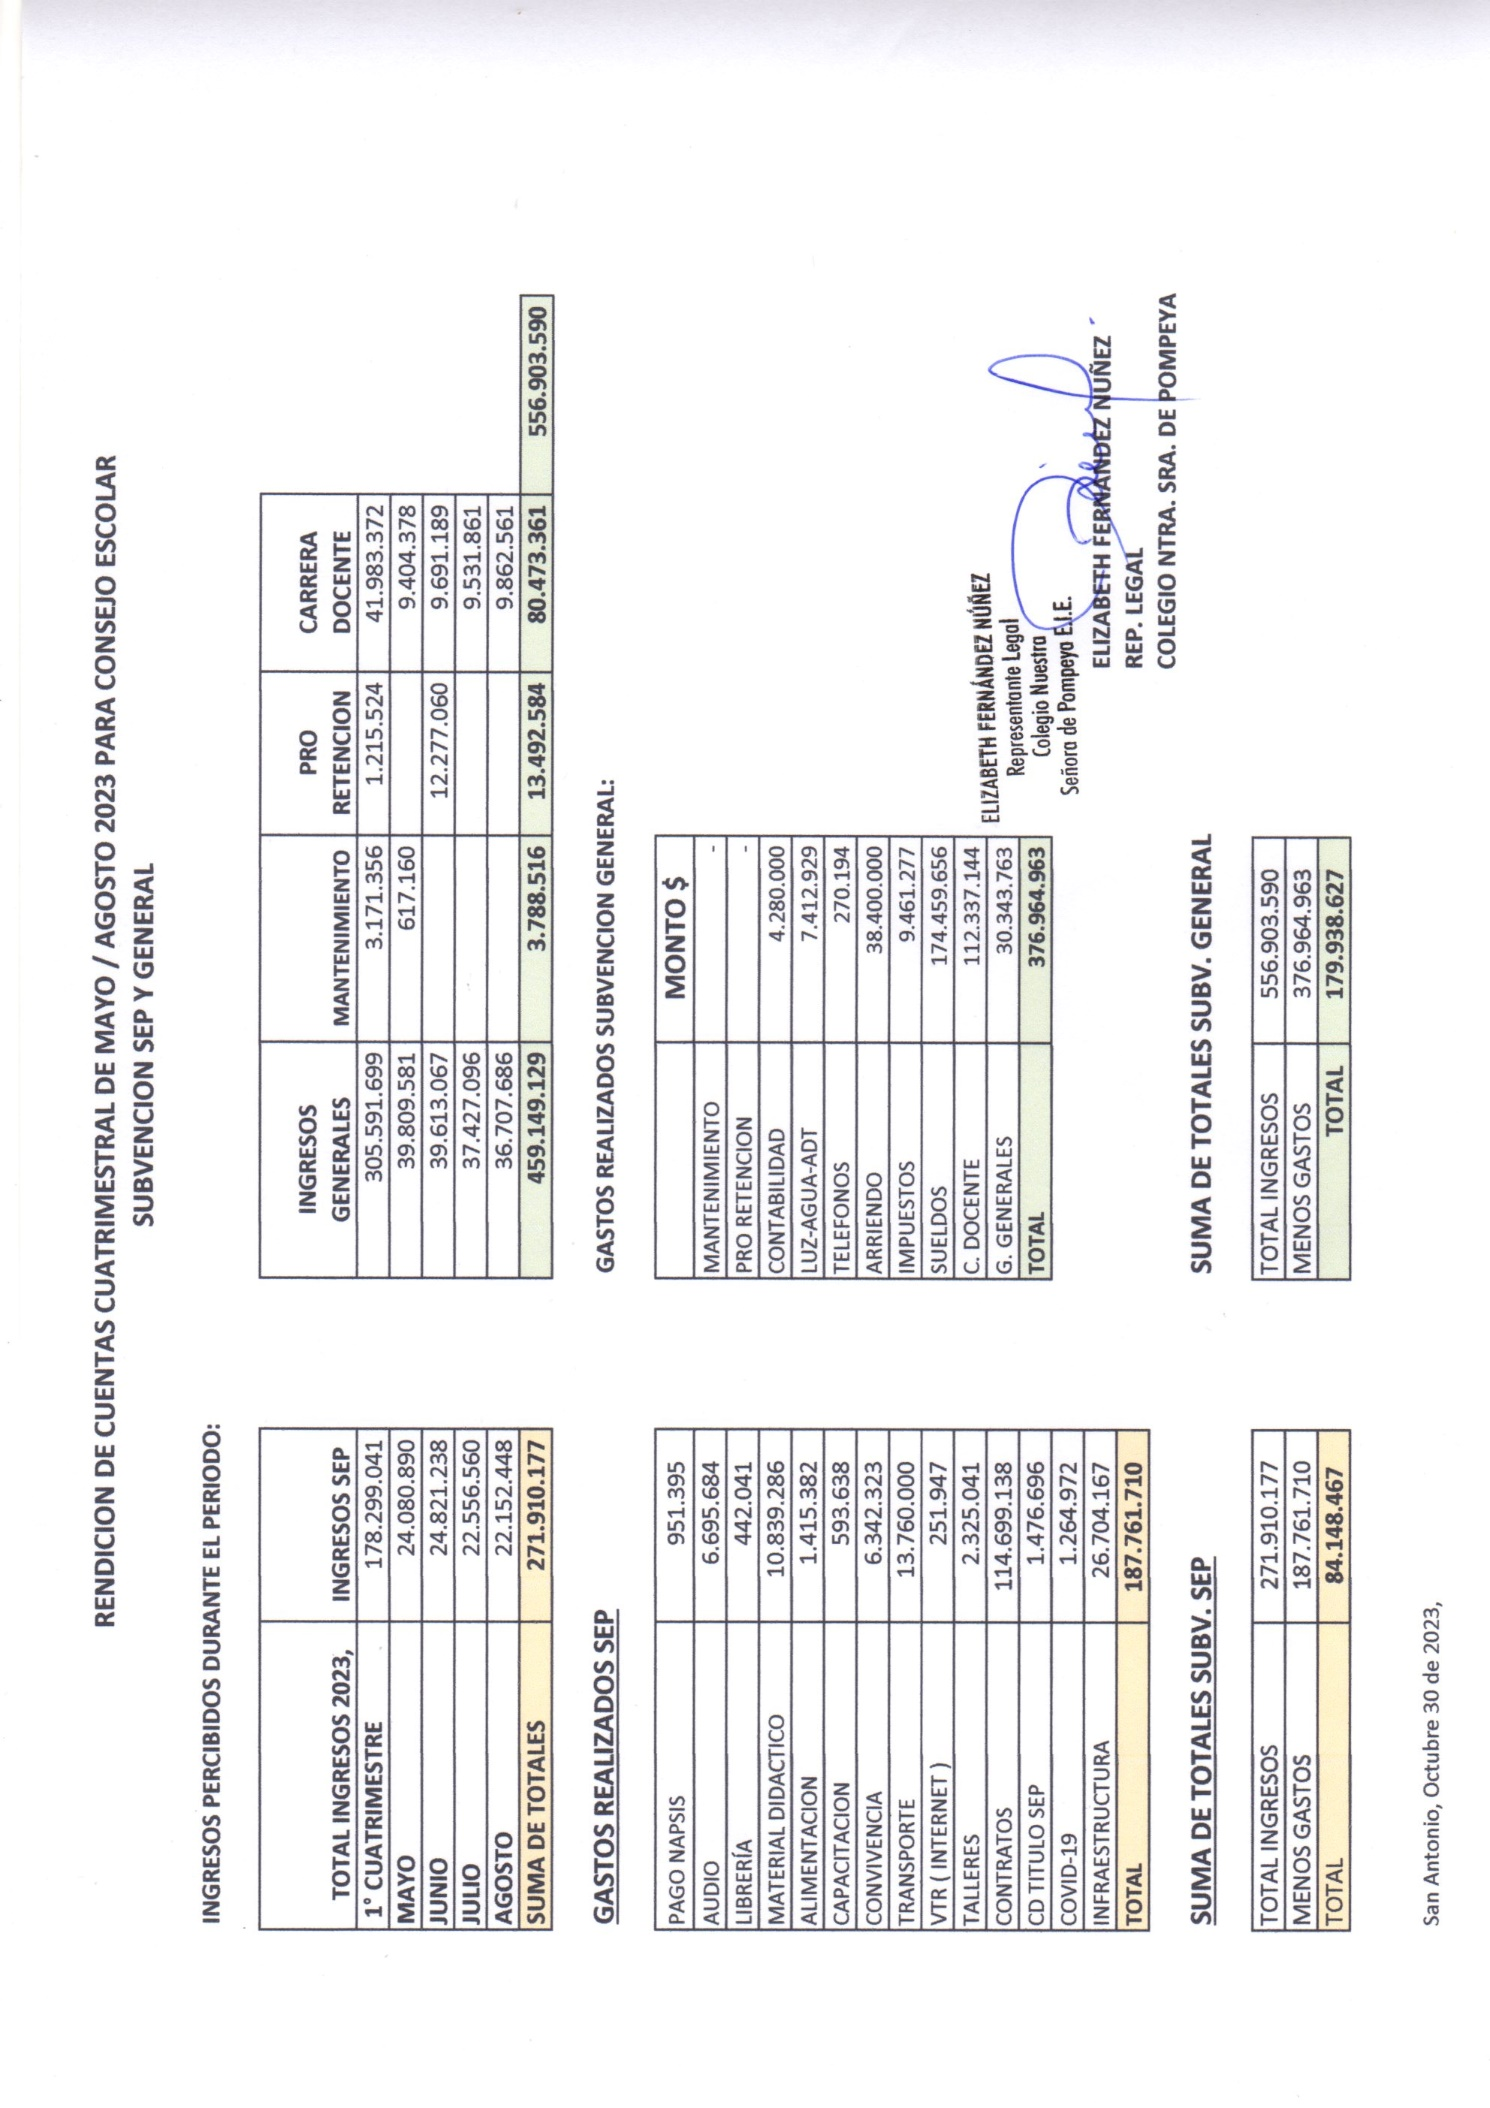 RENDICION DE CUENTAS CUATRIMESTRAL DE MAYO / AGOSTO 2023 PARA CONSEJO ESCOLAR
SUBVENCION SEP Y GENERAL
INGRESOS PERCIBIDOS DURANTE EL PERIODO:
TOTAL INGRESOS 2023, INGRESOS SEP
1° CUATRIMESTRE 178.299.041
MAYO 24.080.890
JUNIO 24.821.238
JULIO 22.556.560
AGOSTO 22.152.448
SUMA DE TOTALES 271.910.177
INGRESOS GENERALES MANTENIMIENTO PRO RETENCION CARRERA DOCENTE
305.591.699 3.171.356 1.215.524 41.983.372
39.809.581 617.160 9.404.378
39.613.067 12.277.060 9.691.189
37.427.096 9.531.861
36.707.686 9.862.561
459.149.129 3.788.516 13.492.584 80.473.361 556.903.590
GASTOS REALIZADOS SEP
PAGO NAPSIS 951.395
AUDIO 6.695.684
LIBRERÍA 442.041
MATERIAL DIDACTICO 10.839.286
ALIMENTACION 1.415.382
CAPACITACION 593.638
CONVIVENCIA 6.342.323
TRANSPORTE 13.760.000
VTR ( INTERNET ) 251.947
TALLERES 2.325.041
CONTRATOS 114.699.138
CD TITULO SEP 1.476.696
COVID-19 1.264.972
INFRAESTRUCTURA 26.704.167
TOTAL 187.761.710
GASTOS REALIZADOS SUBVENCION GENERAL:
MONTO $
MANTENIMIENTO -
PRO RETENCION -
CONTABILIDAD 4.280.000
LUZ-AGUA-ADT 7.412.929
TELEFONOS 270.194
ARRIENDO 38.400.000
IMPUESTOS 9.461.277
SUELDOS 174.459.656
C. DOCENTE 112.337.144
G. GENERALES 30.343.763
TOTAL 376.964.963
ELIZABETH FERNÁNDEZ NÚÑEZ
Representante Legal
Colegio Nuestra
Señora de Pompeya E.I.E.
ELIZABETH FERNANDEZ NUÑEZ
REP. LEGAL
COLEGIO NTRA. SRA. DE POMPEYA
SUMA DE TOTALES SUBV. SEP
TOTAL INGRESOS 271.910.177
MENOS GASTOS 187.761.710
TOTAL 84.148.467
SUMA DE TOTALES SUBV. GENERAL
TOTAL INGRESOS 556.903.590
MENOS GASTOS 376.964.963
TOTAL 179.938.627
San Antonio, Octubre 30 de 2023,